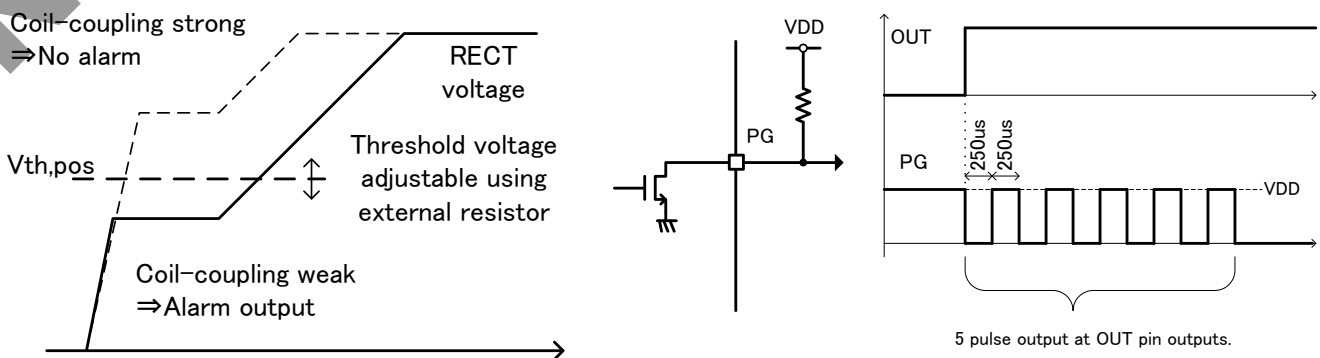 Coil-coupling strong
⇒No alarm
RECT
voltage
Vth,pos
Threshold voltage
adjustable using
external resistor
Coil-coupling weak
⇒Alarm output
VDD
PG
OUT
250us
250us
PG
VDD
5 pulse output at OUT pin outputs.